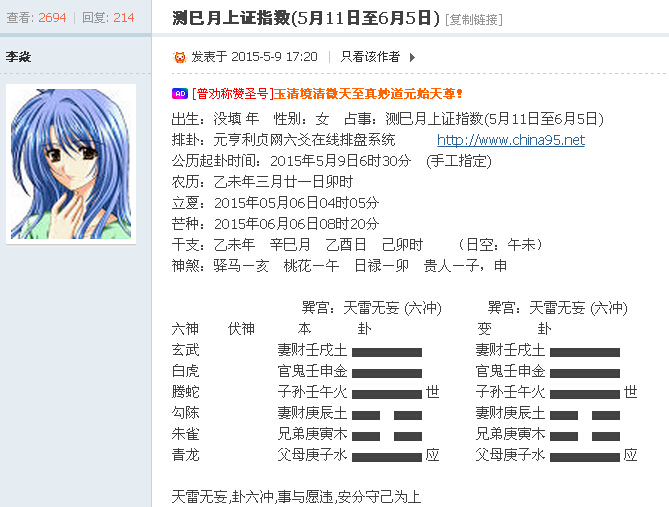 查看: 2694 | 回复: 214
测巳月上证指数(5月11日至6月5日) [复制链接]
李焱
发表于 2015-5-9 17:20 | 只看该作者
AD [普劝称赞圣号]玉清境清微天至真妙道元始天尊!
出生：没填 年 性别：女 占事：测巳月上证指数(5月11日至6月5日)
排卦：元亨利贞网六爻在线排盘系统 http://www.china95.net
公历起卦时间：2015年5月9日6时30分 (手工指定)
农历：乙未年三月廿一日卯时
立夏：2015年05月06日04时05分
芒种：2015年06月06日08时20分
干支：乙未年 辛巳月 乙酉日 己卯时 （日空：午未）
神煞：驿马—亥 桃花—午 日禄—卯 贵人—子，申
巽宫：天雷无妄 (六冲) 巽宫：天雷无妄 (六冲)
六神 伏神 本 卦 变 卦
玄武 妻财壬戌土 妻财壬戌土
白虎 官鬼壬申金 官鬼壬申金
腾蛇 子孙壬午火 世 子孙壬午火 世
勾陈 妻财庚辰土 妻财庚辰土
朱雀 兄弟庚寅木 兄弟庚寅木
青龙 父母庚子水 应 父母庚子水 应
天雷无妄,卦六冲,事与愿违,安分守己为上